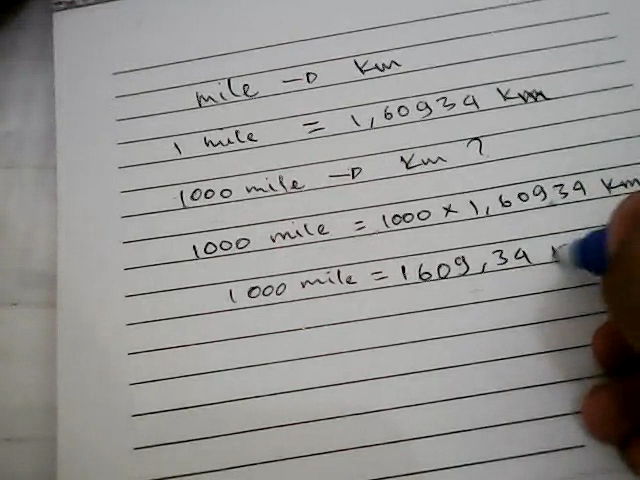 mile → km
1 mile = 1,60934 km
1000 mile → km ?
1000 mile = 1000 × 1,60934 km
1000 mile = 1609,34 k